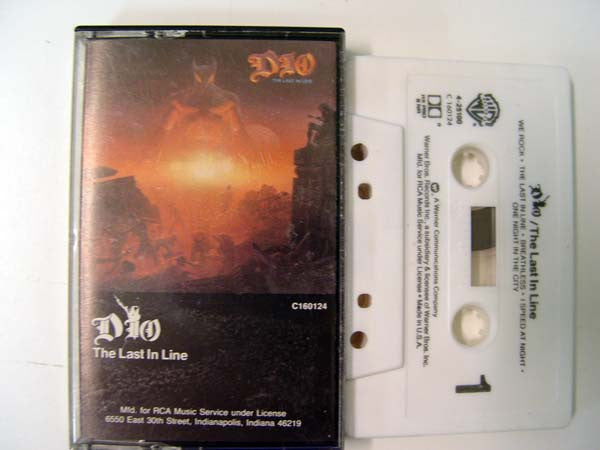 DIO
THE LAST IN LINE
C160124
DIO
The Last In Line
Mfd. for RCA Music Service under License
6550 East 30th Street, Indianapolis, Indiana 46219
DIO/The Last In Line
WE ROCK • THE LAST IN LINE • BREATHLESS • I SPEED AT NIGHT •
ONE NIGHT IN THE CITY
WB
4-25100
C 160124
DOLBY SYSTEM
A Warner Communications Company
Warner Bros. Records Inc., a subsidiary & licensee of Warner Bros. Inc.
Mfd. for RCA Music Service under License • Made in U.S.A.
1